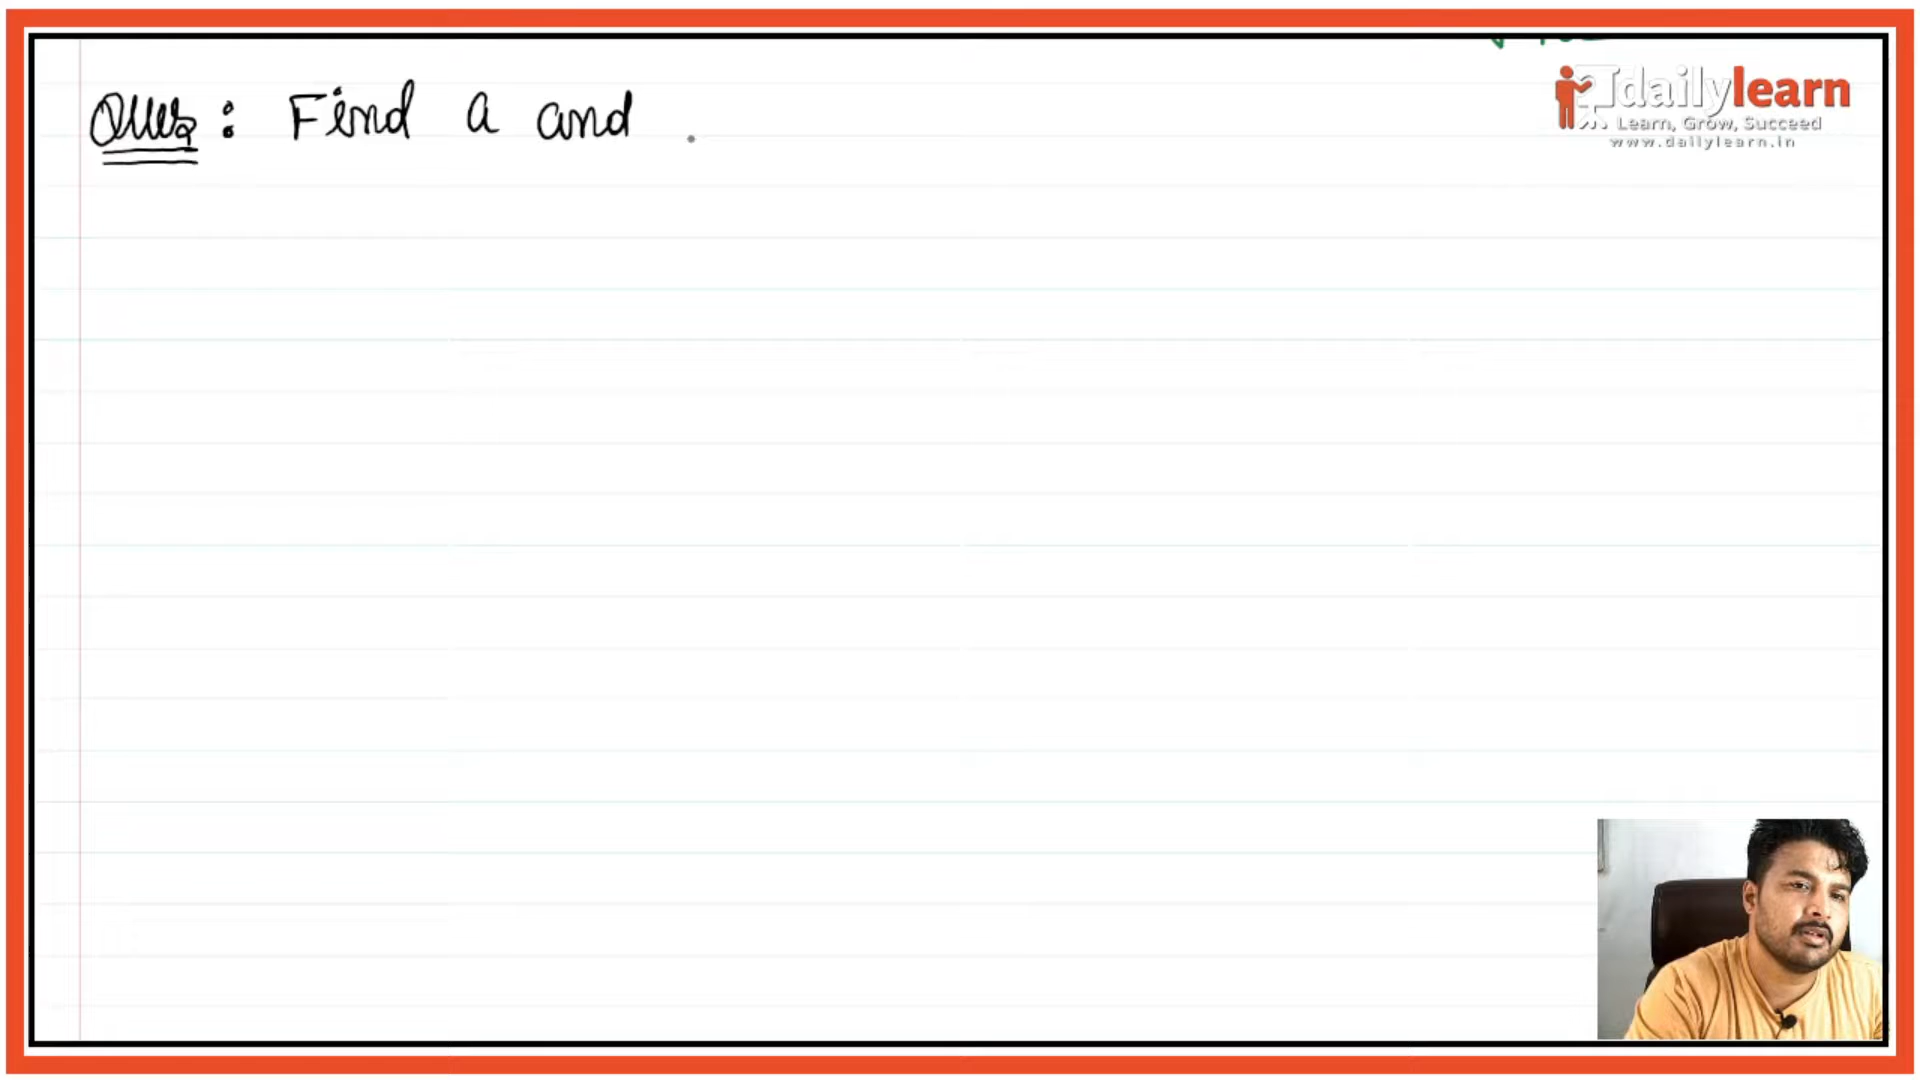 Ques : Find a and
dailylearn
Learn, Grow, Succeed
www.dailylearn.in